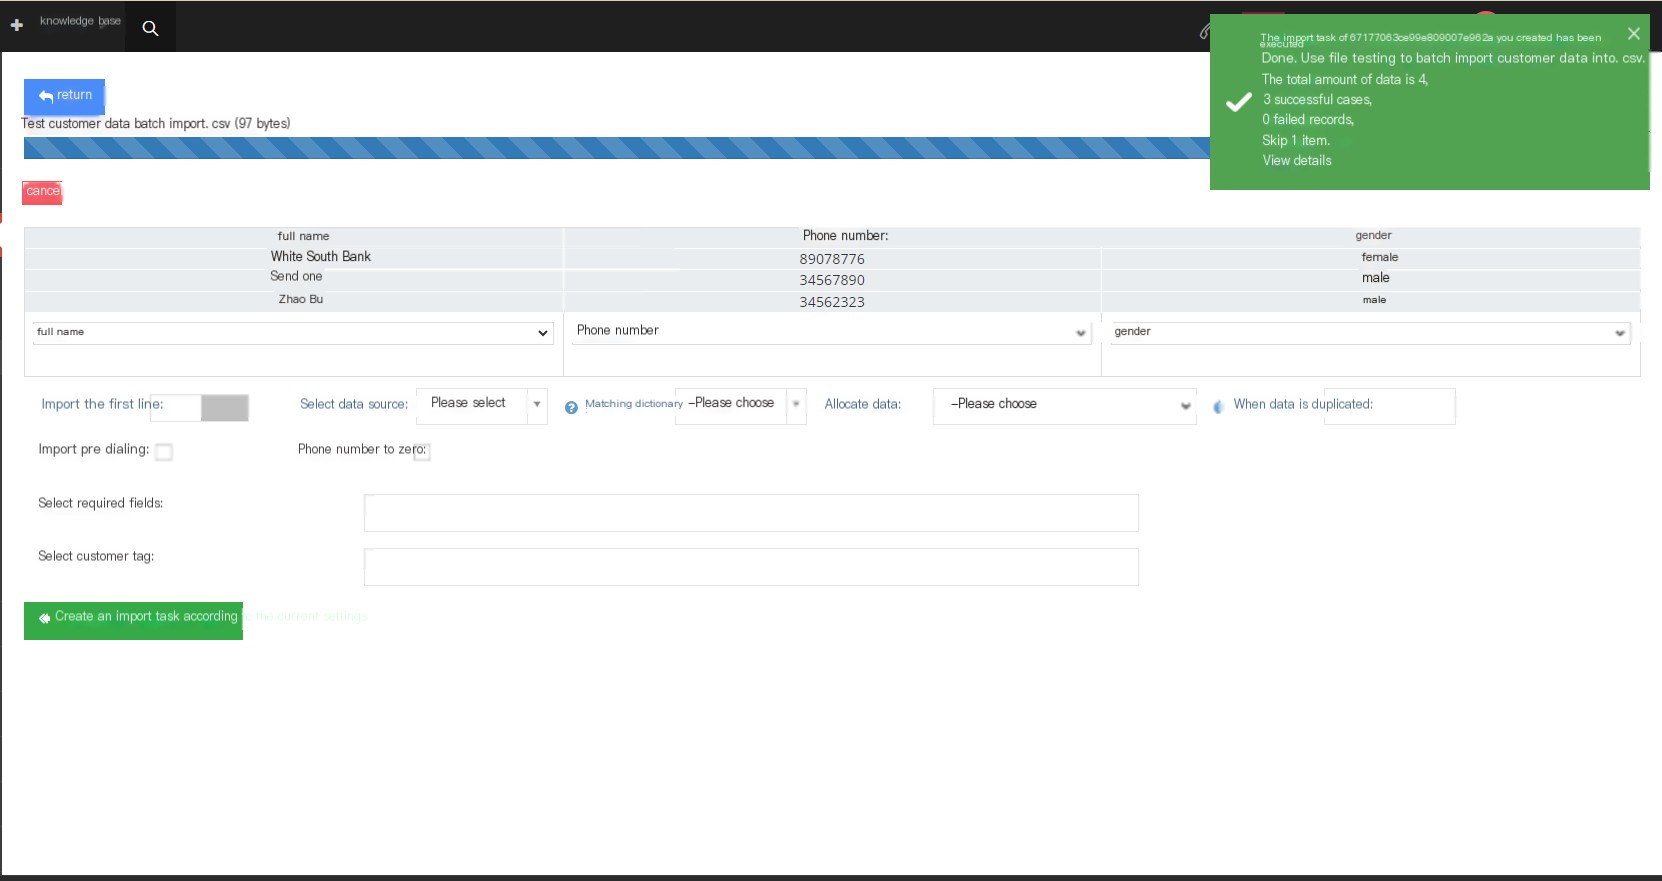 knowledge base
The import task of 67177063ce99e809007e962a you created has been
executed
Done. Use file testing to batch import customer data into. csv.
The total amount of data is 4,
3 successful cases,
0 failed records,
Skip 1 item.
View details
return
Test customer data batch import. csv (97 bytes)
cance
full name Phone number: gender
White South Bank 89078776 female
Send one 34567890 male
Zhao Bu 34562323 male
full name Phone number gender
Import the first line: Select data source: Please select Matching dictionary –Please choose Allocate data: –Please choose When data is duplicated:
Import pre dialing: Phone number to zero:
Select required fields:
Select customer tag:
Create an import task according the current settings